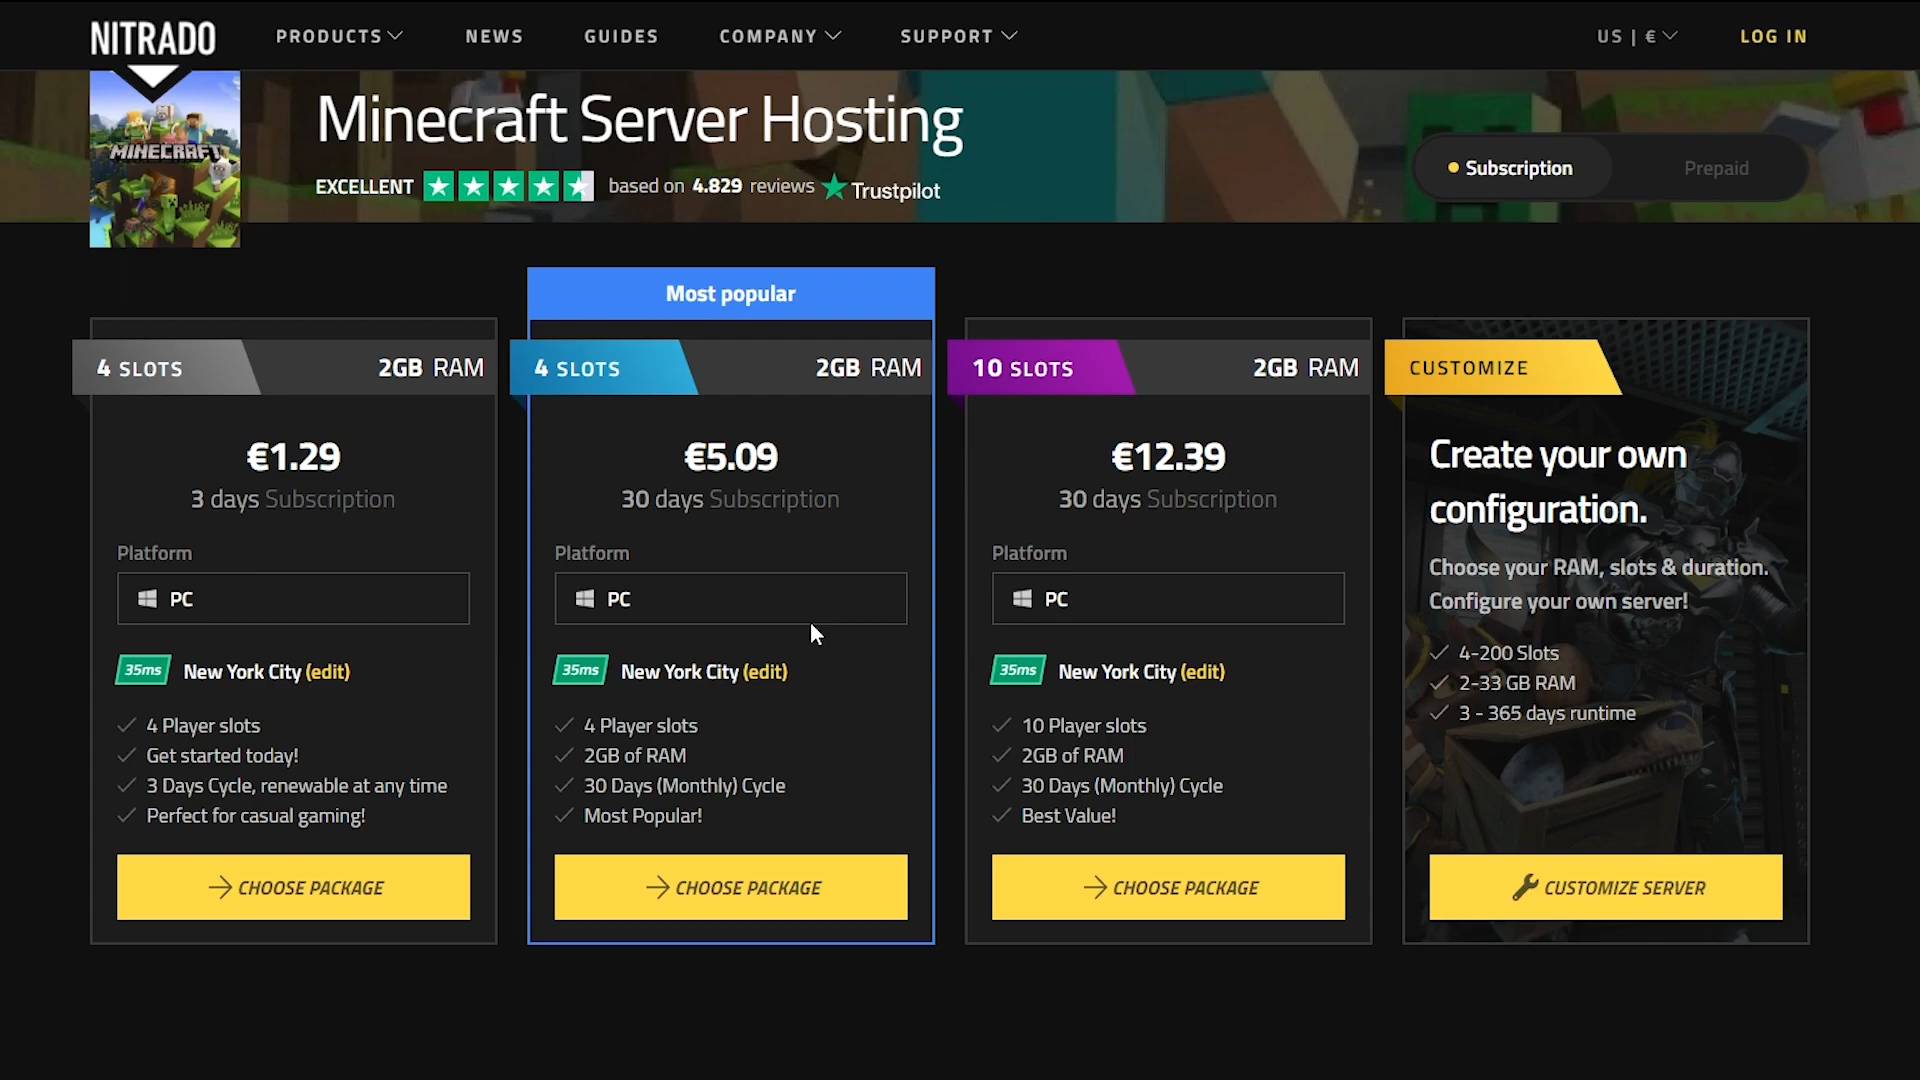 NITRADO
PRODUCTS
NEWS
GUIDES
COMPANY
SUPPORT
US | €
LOG IN
MINECRAFT
Minecraft Server Hosting
EXCELLENT
based on 4.829 reviews
Trustpilot
Subscription
Prepaid
Most popular
4 SLOTS
2GB RAM
€1.29
3 days Subscription
Platform
PC
35ms
New York City (edit)
4 Player slots
Get started today!
3 Days Cycle, renewable at any time
Perfect for casual gaming!
CHOOSE PACKAGE
4 SLOTS
2GB RAM
€5.09
30 days Subscription
Platform
PC
35ms
New York City (edit)
4 Player slots
2GB of RAM
30 Days (Monthly) Cycle
Most Popular!
CHOOSE PACKAGE
10 SLOTS
2GB RAM
€12.39
30 days Subscription
Platform
PC
35ms
New York City (edit)
10 Player slots
2GB of RAM
30 Days (Monthly) Cycle
Best Value!
CHOOSE PACKAGE
CUSTOMIZE
Create your own
configuration.
Choose your RAM, slots & duration.
Configure your own server!
4-200 Slots
2-33 GB RAM
3 - 365 days runtime
CUSTOMIZE SERVER